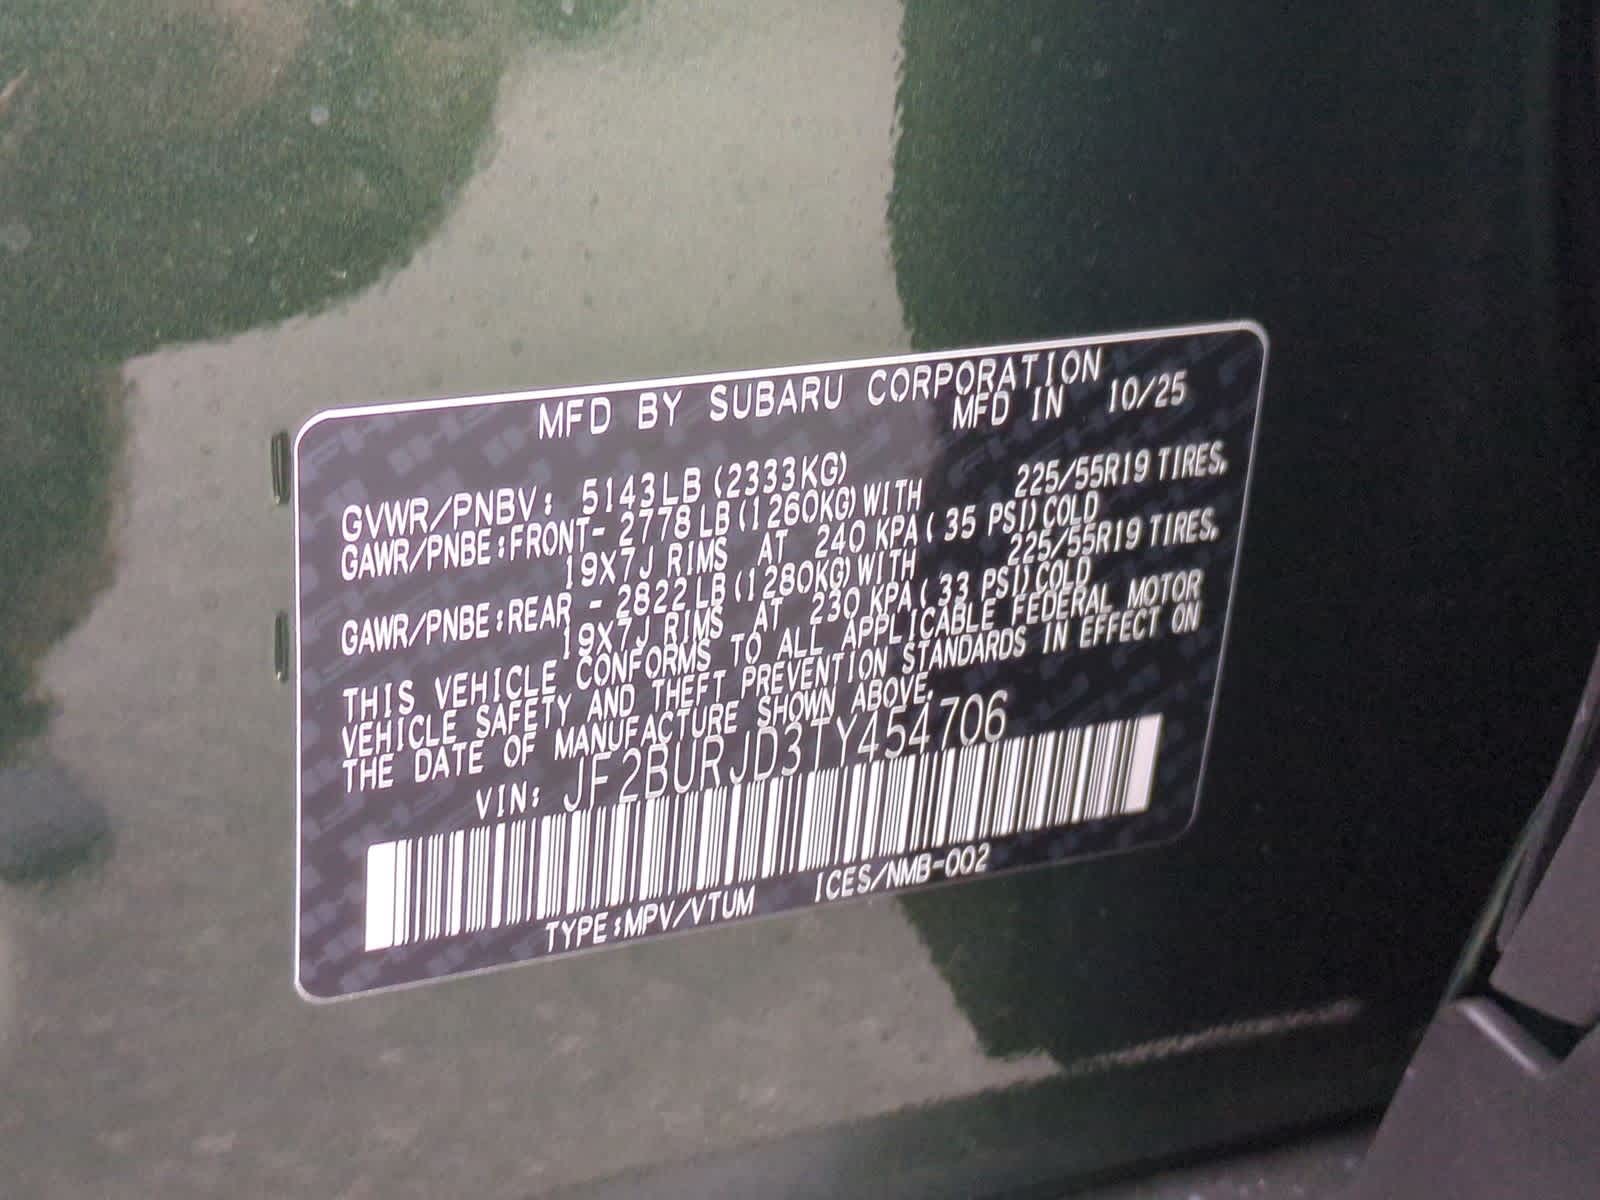 MFD BY SUBARU CORPORATION
MFD IN 10/25
GVWR/PNBV: 5143LB (2333KG)
GAWR/PNBE:FRONT- 2778LB(1260KG)WITH 225/55R19 TIRES,
19X7J RIMS AT 240 KPA( 35 PSI)COLD
GAWR/PNBE:REAR - 2822LB(1280KG)WITH 225/55R19 TIRES,
19X7J RIMS AT 230 KPA( 33 PSI)COLD
THIS VEHICLE CONFORMS TO ALL APPLICABLE FEDERAL MOTOR
VEHICLE SAFETY AND THEFT PREVENTION STANDARDS IN EFFECT ON
THE DATE OF MANUFACTURE SHOWN ABOVE.
VIN: JF2BURJD3TY454706
TYPE:MPV/VTUM ICES/NMB-002